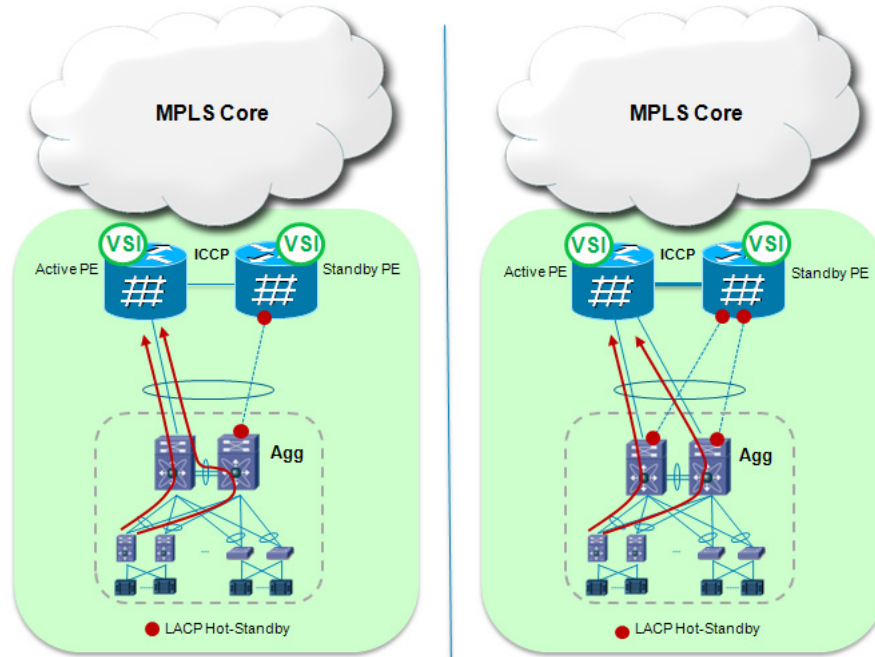 MPLS Core
VSI
ICCP
VSI
Active PE
Standby PE
Agg
...
LACP Hot-Standby
MPLS Core
VSI
ICCP
VSI
Active PE
Standby PE
Agg
...
LACP Hot-Standby